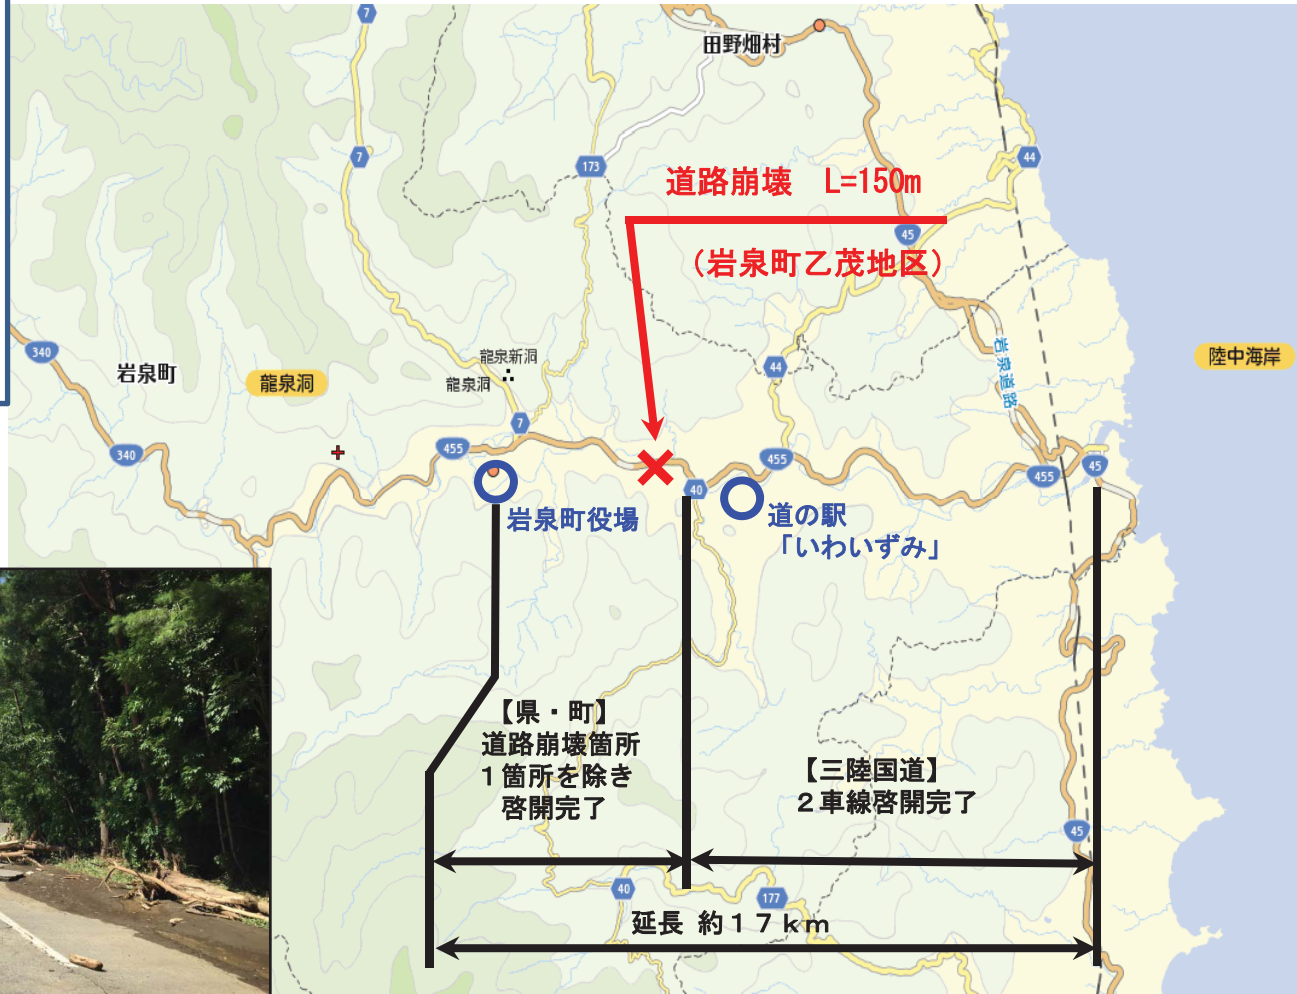 7
田野畑村
7
173
44
道路崩壊　L=150m
45
（岩泉町乙茂地区）
340
岩泉町
龍泉洞
龍泉新洞
龍泉洞
44
岩泉道路
陸中海岸
7
340
455
455
455
45
40
岩泉町役場
道の駅
「いわいずみ」
【県・町】
道路崩壊箇所
１箇所を除き
啓開完了
【三陸国道】
２車線啓開完了
45
40
177
延長 約１７ｋｍ